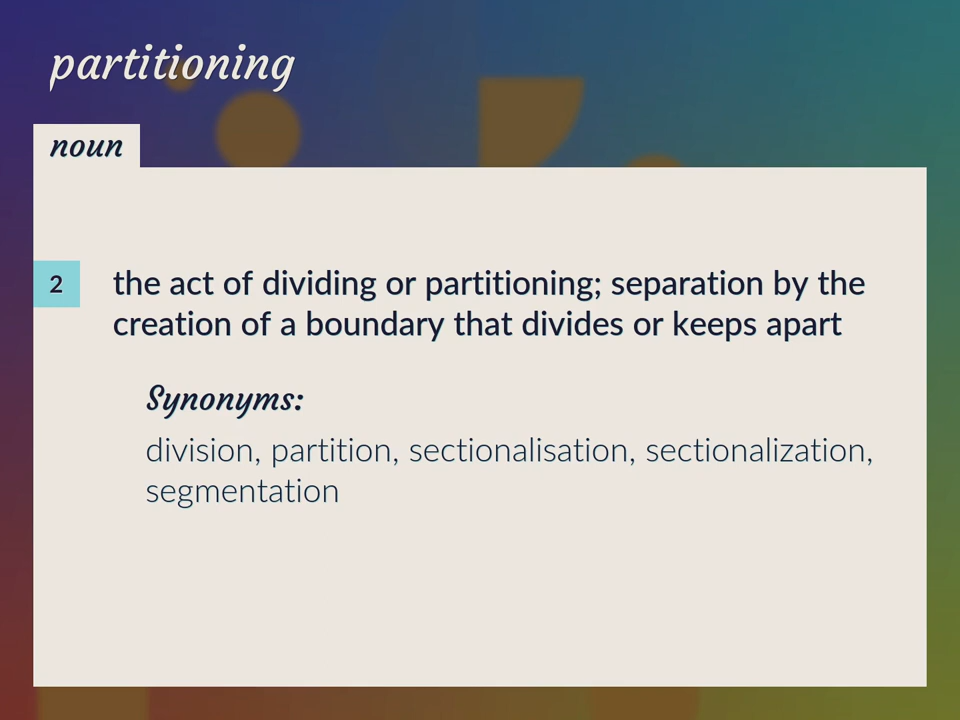 partitioning
noun
2
the act of dividing or partitioning; separation by the
creation of a boundary that divides or keeps apart
Synonyms:
division, partition, sectionalisation, sectionalization,
segmentation